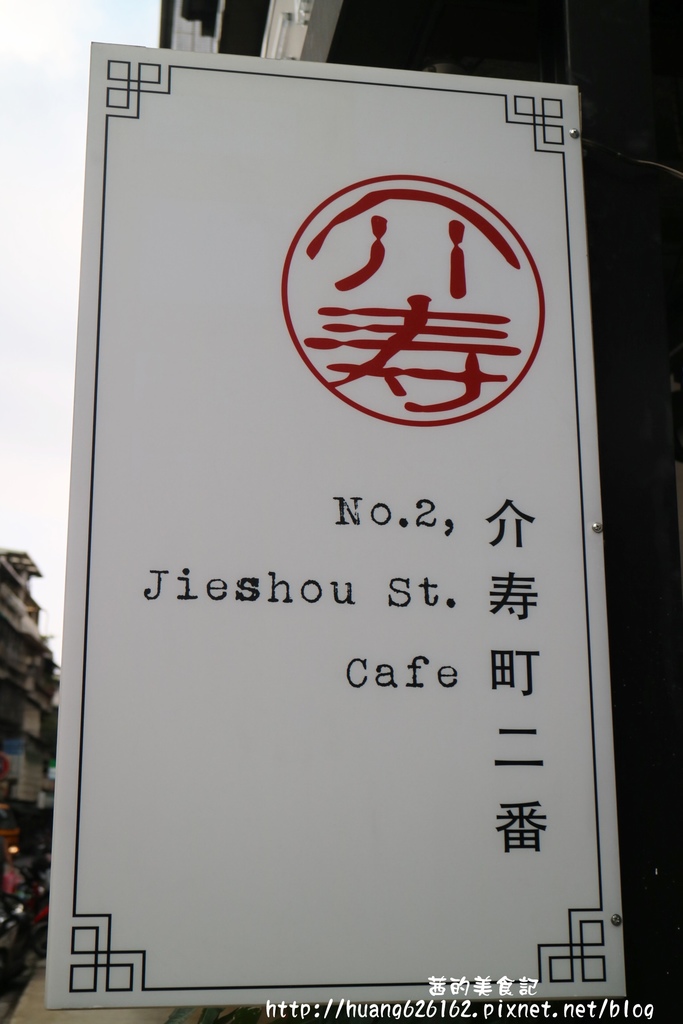 介
寿
介寿町二番
No.2,
Jieshou St.
Cafe
茜的美食記
http://huang626162.pixnet.net/blog